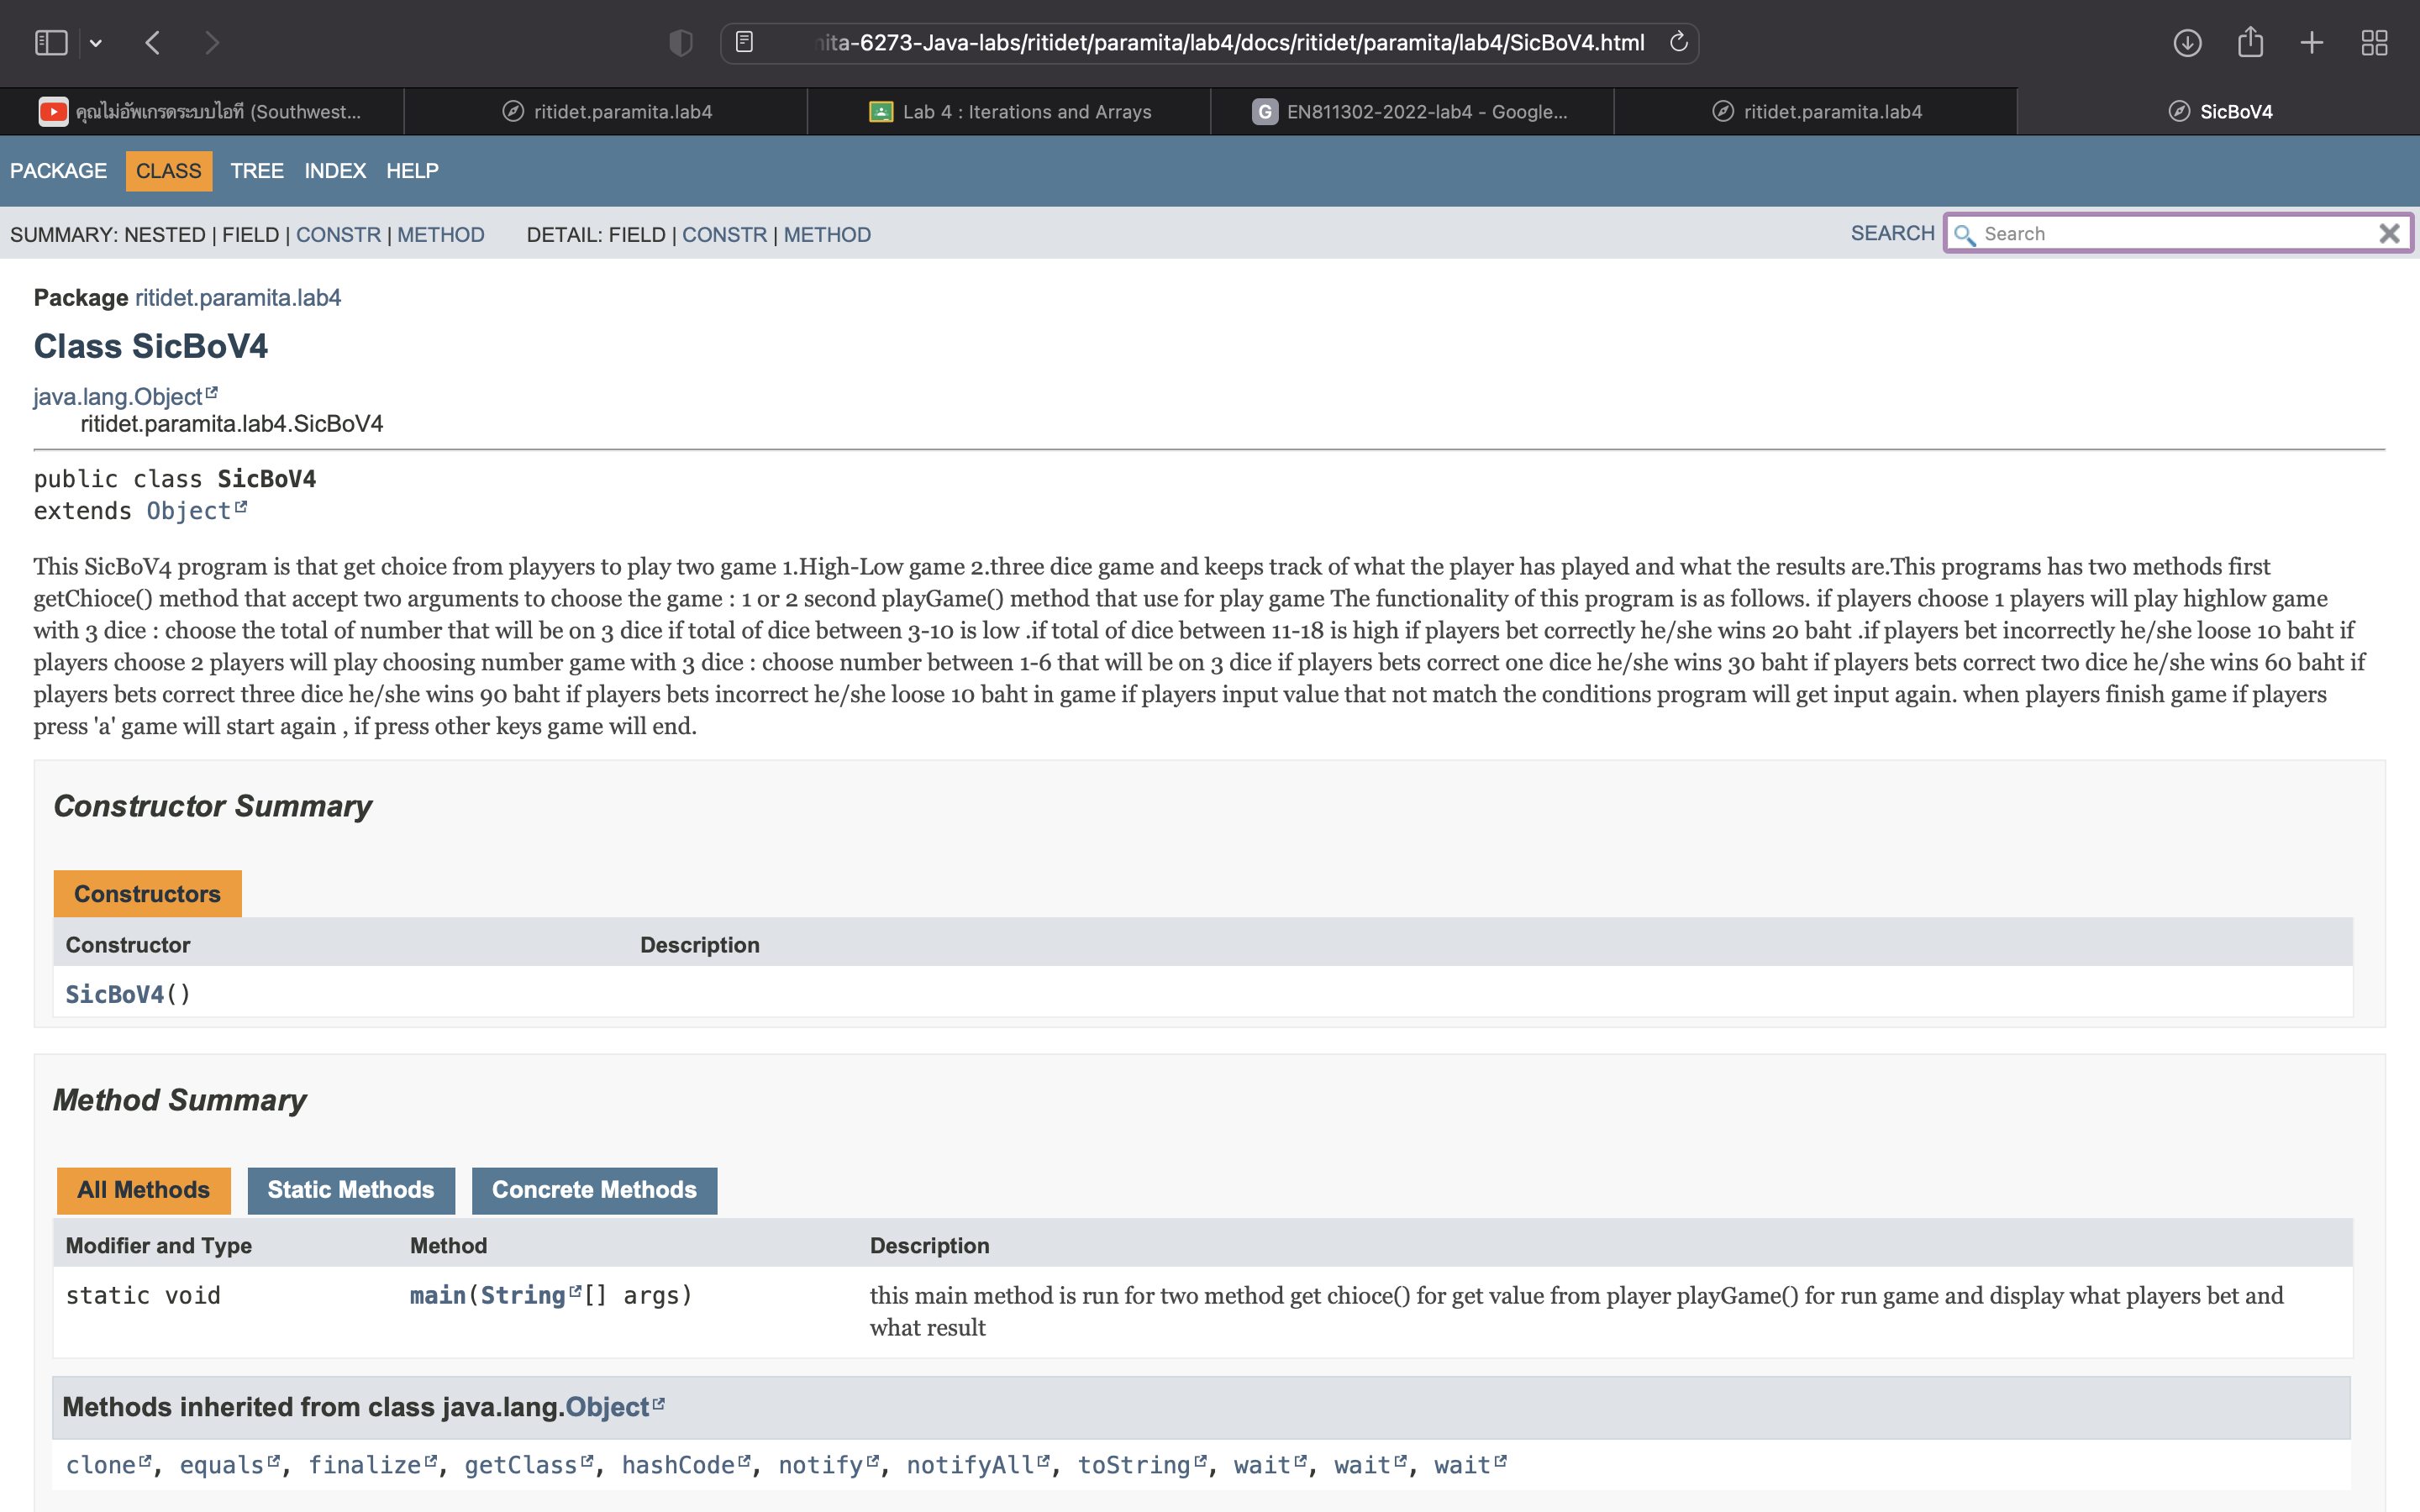 ita-6273-Java-labs/ritidet/paramita/lab4/docs/ritidet/paramita/lab4/SicBoV4.html
คุณไม่อัพเกรดระบบไอที (Southwest...
ritidet.paramita.lab4
Lab 4 : Iterations and Arrays
G EN811302-2022-lab4 - Google...
ritidet.paramita.lab4
SicBoV4
PACKAGE CLASS TREE INDEX HELP
SUMMARY: NESTED | FIELD | CONSTR | METHOD DETAIL: FIELD | CONSTR | METHOD
SEARCH Search
Package ritidet.paramita.lab4
Class SicBoV4
java.lang.Object
ritidet.paramita.lab4.SicBoV4
public class SicBoV4
extends Object
This SicBoV4 program is that get choice from playyers to play two game 1.High-Low game 2.three dice game and keeps track of what the player has played and what the results are.This programs has two methods first
getChioce() method that accept two arguments to choose the game : 1 or 2 second playGame() method that use for play game The functionality of this program is as follows. if players choose 1 players will play highlow game
with 3 dice : choose the total of number that will be on 3 dice if total of dice between 3-10 is low .if total of dice between 11-18 is high if players bet correctly he/she wins 20 baht .if players bet incorrectly he/she loose 10 baht if
players choose 2 players will play choosing number game with 3 dice : choose number between 1-6 that will be on 3 dice if players bets correct one dice he/she wins 30 baht if players bets correct two dice he/she wins 60 baht if
players bets correct three dice he/she wins 90 baht if players bets incorrect he/she loose 10 baht in game if players input value that not match the conditions program will get input again. when players finish game if players
press 'a' game will start again , if press other keys game will end.
Constructor Summary
Constructors
Constructor Description
SicBoV4()
Method Summary
All Methods Static Methods Concrete Methods
Modifier and Type Method Description
static void main(String[] args) this main method is run for two method get chioce() for get value from player playGame() for run game and display what players bet and
what result
Methods inherited from class java.lang.Object
clone, equals, finalize, getClass, hashCode, notify, notifyAll, toString, wait, wait, wait